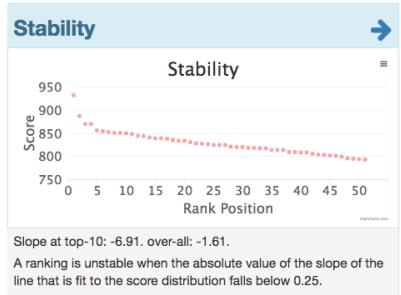 Stability
Stability
950
900
850
800
750
Score
0 5 10 15 20 25 30 35 40 45 50
Rank Position
Highcharts.com
Slope at top-10: -6.91. over-all: -1.61.
A ranking is unstable when the absolute value of the slope of the
line that is fit to the score distribution falls below 0.25.